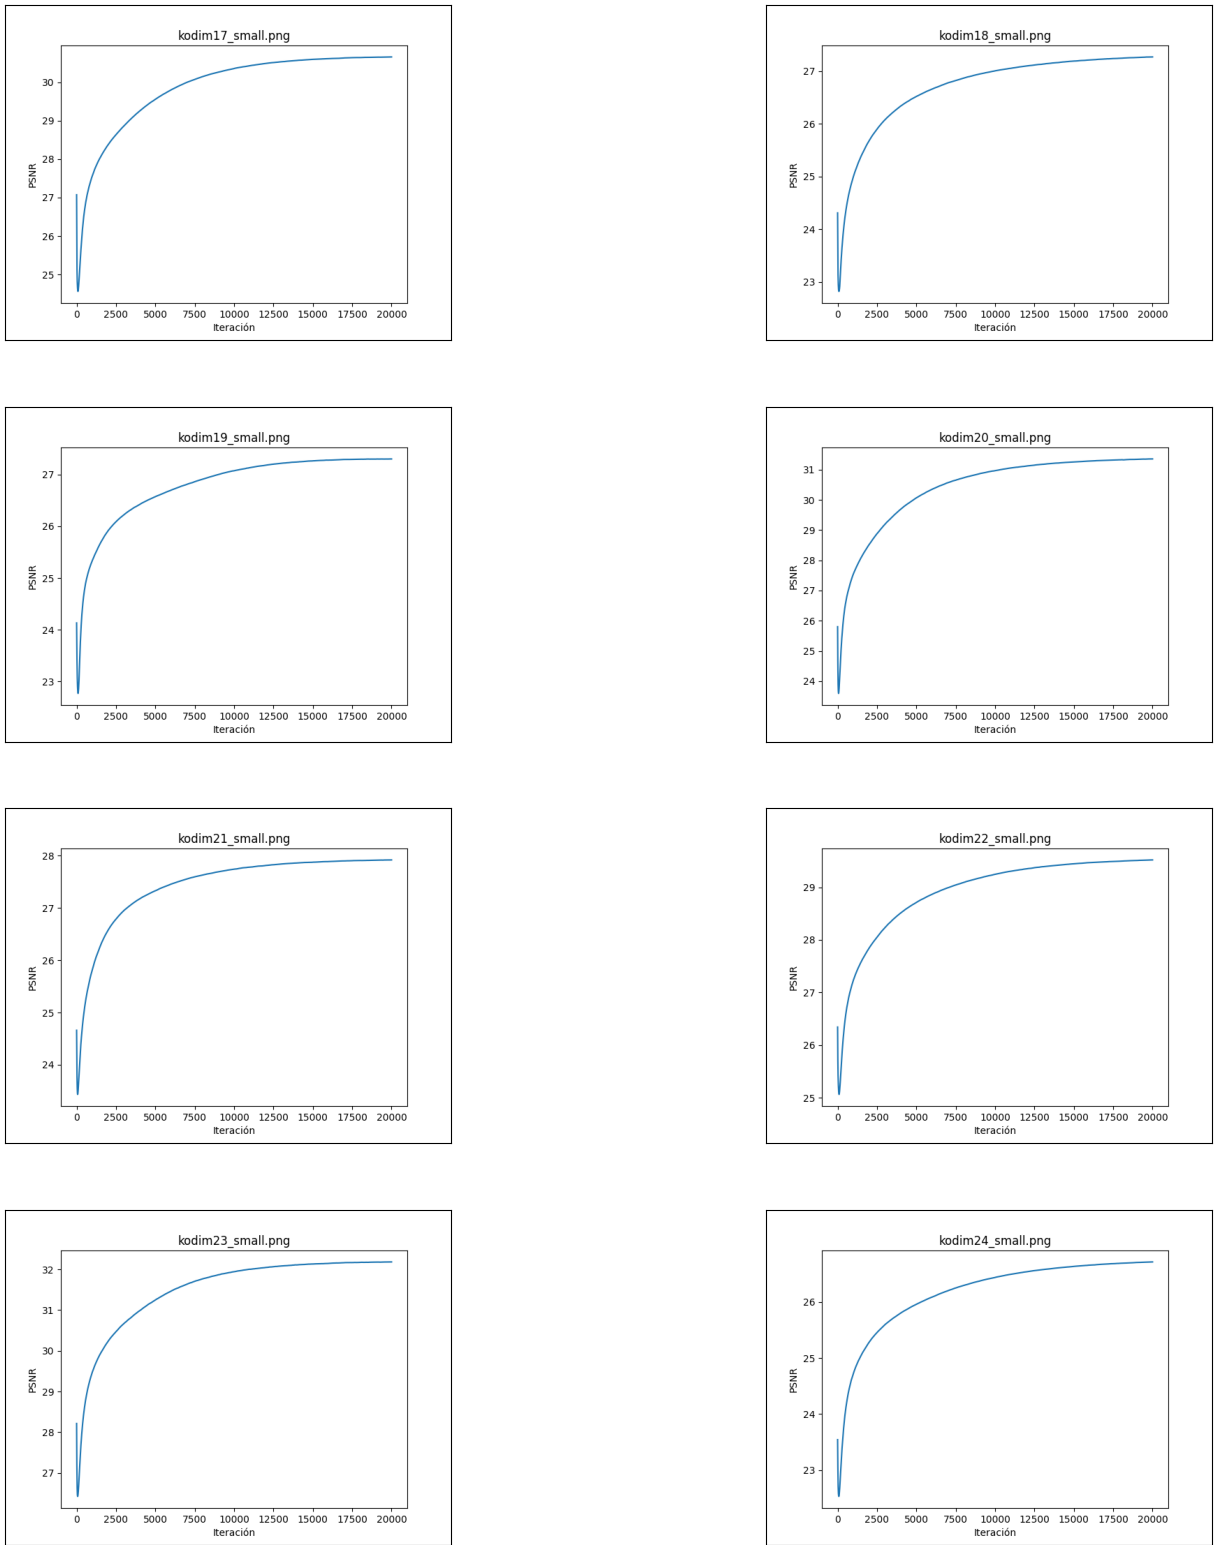 kodim17_small.png
PSNR
30
29
28
27
26
25
0 2500 5000 7500 10000 12500 15000 17500 20000
Iteración
kodim18_small.png
PSNR
27
26
25
24
23
0 2500 5000 7500 10000 12500 15000 17500 20000
Iteración
kodim19_small.png
PSNR
27
26
25
24
23
0 2500 5000 7500 10000 12500 15000 17500 20000
Iteración
kodim20_small.png
PSNR
31
30
29
28
27
26
25
24
0 2500 5000 7500 10000 12500 15000 17500 20000
Iteración
kodim21_small.png
PSNR
28
27
26
25
24
0 2500 5000 7500 10000 12500 15000 17500 20000
Iteración
kodim22_small.png
PSNR
29
28
27
26
25
0 2500 5000 7500 10000 12500 15000 17500 20000
Iteración
kodim23_small.png
PSNR
32
31
30
29
28
27
0 2500 5000 7500 10000 12500 15000 17500 20000
Iteración
kodim24_small.png
PSNR
26
25
24
23
0 2500 5000 7500 10000 12500 15000 17500 20000
Iteración